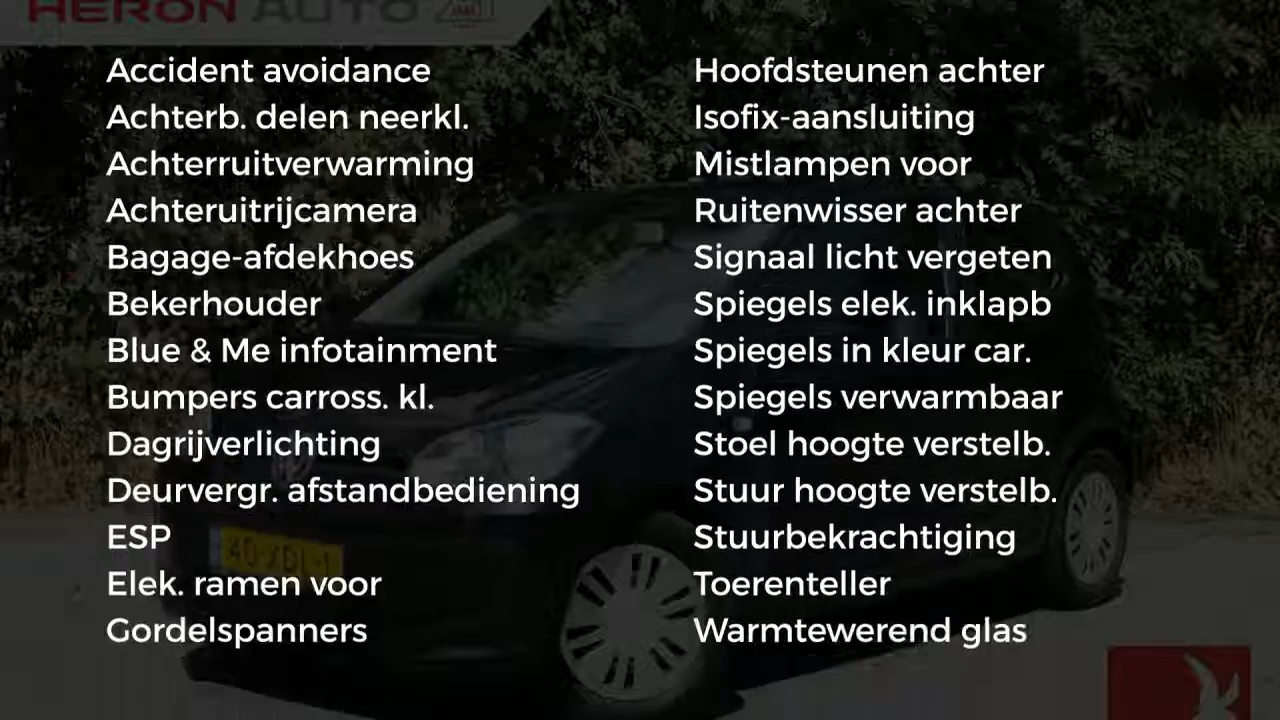 HERON AUTO
Accident avoidance
Achterb. delen neerkl.
Achterruitverwarming
Achteruitrijcamera
Bagage-afdekhoes
Bekerhouder
Blue & Me infotainment
Bumpers carross. kl.
Dagrijverlichting
Deurvergr. afstandbediening
ESP
Elek. ramen voor
Gordelspanners
Hoofdsteunen achter
Isofix-aansluiting
Mistlampen voor
Ruitenwisser achter
Signaal licht vergeten
Spiegels elek. inklapb
Spiegels in kleur car.
Spiegels verwarmbaar
Stoel hoogte verstelb.
Stuur hoogte verstelb.
Stuurbekrachtiging
Toerenteller
Warmtewerend glas